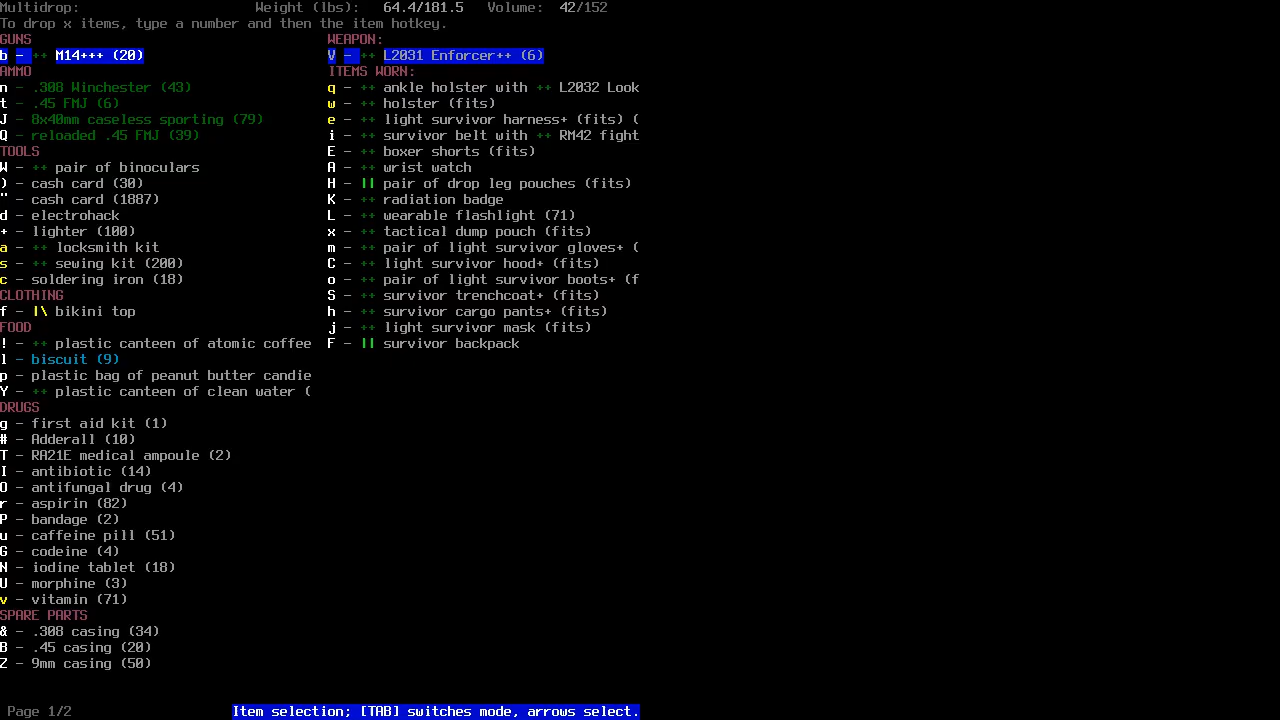 Multidrop: Weight (lbs): 64.4/181.5 Volume: 42/152
To drop x items, type a number and then the item hotkey.
GUNS
b - ++ M14+++ (20)
AMMO
n - .308 Winchester (43)
t - .45 FMJ (6)
J - 8x40mm caseless sporting (79)
Q - reloaded .45 FMJ (39)
TOOLS
W - ++ pair of binoculars
) - cash card (30)
" - cash card (1887)
d - electrohack
+ - lighter (100)
a - ++ locksmith kit
s - ++ sewing kit (200)
c - soldering iron (18)
CLOTHING
f - |\ bikini top
FOOD
! - ++ plastic canteen of atomic coffee
l - biscuit (9)
p - plastic bag of peanut butter candie
Y - ++ plastic canteen of clean water (
DRUGS
g - first aid kit (1)
# - Adderall (10)
T - RA21E medical ampoule (2)
I - antibiotic (14)
O - antifungal drug (4)
r - aspirin (82)
P - bandage (2)
u - caffeine pill (51)
G - codeine (4)
N - iodine tablet (18)
U - morphine (3)
v - vitamin (71)
SPARE PARTS
& - .308 casing (34)
B - .45 casing (20)
Z - 9mm casing (50)
WEAPON:
V - ++ L2031 Enforcer++ (6)
ITEMS WORN:
q - ++ ankle holster with ++ L2032 Look
w - ++ holster (fits)
e - ++ light survivor harness+ (fits) (
i - ++ survivor belt with ++ RM42 fight
E - ++ boxer shorts (fits)
A - ++ wrist watch
H - || pair of drop leg pouches (fits)
K - ++ radiation badge
L - ++ wearable flashlight (71)
x - ++ tactical dump pouch (fits)
m - ++ pair of light survivor gloves+ (
C - ++ light survivor hood+ (fits)
o - ++ pair of light survivor boots+ (f
S - ++ survivor trenchcoat+ (fits)
h - ++ survivor cargo pants+ (fits)
j - ++ light survivor mask (fits)
F - || survivor backpack
Page 1/2 Item selection; [TAB] switches mode, arrows select.